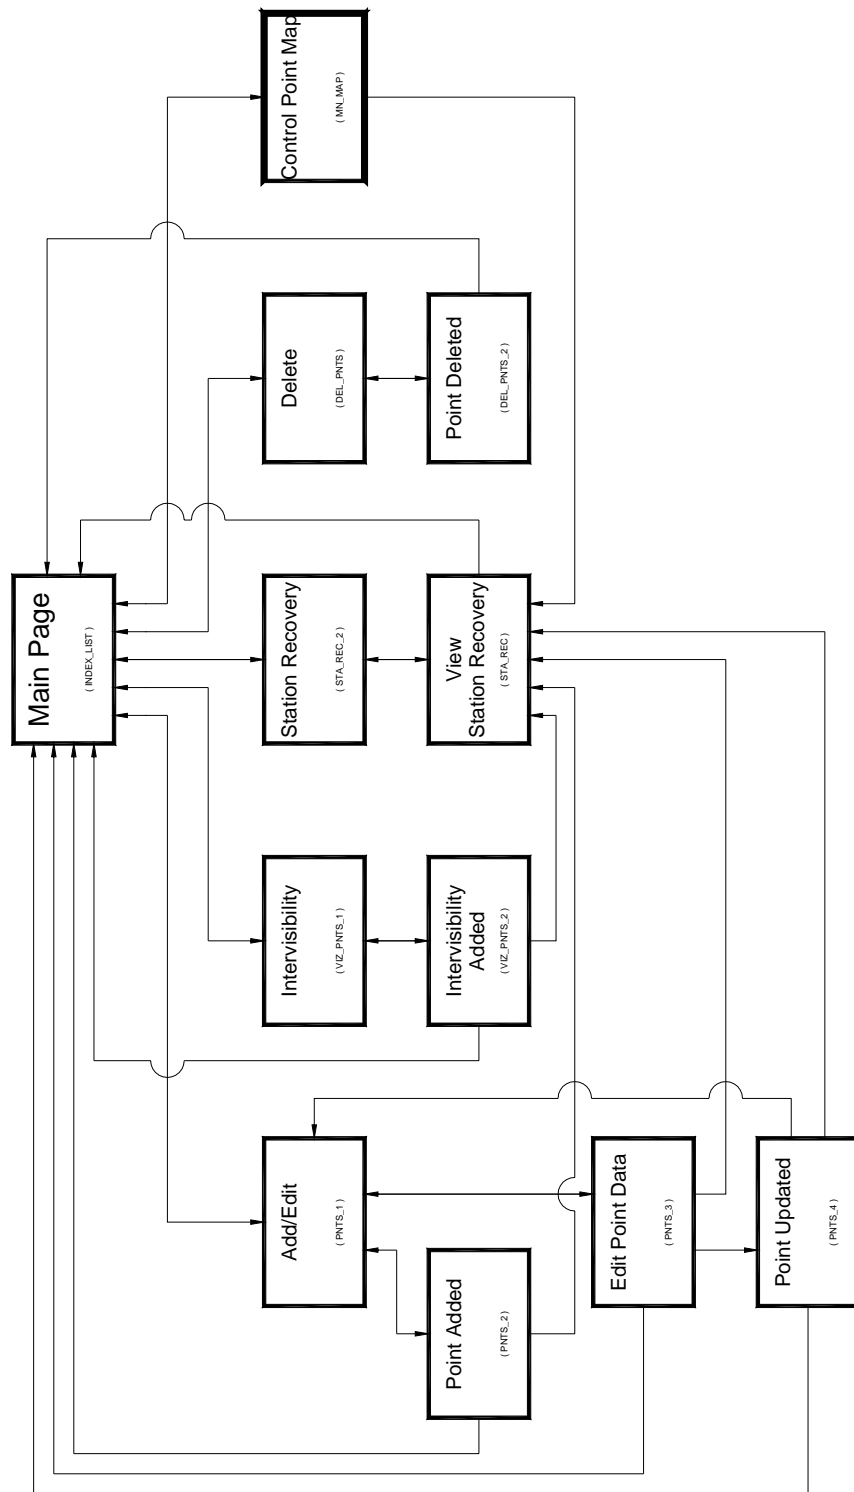 Main Page
( INDEX_LIST )
Add/Edit
( PNTS_1 )
Intervisibility
( VIZ_PNTS_1 )
Station Recovery
( STA_REC_2 )
Delete
( DEL_PNTS )
Control Point Map
( MN_MAP )
Point Added
( PNTS_2 )
Intervisibility
Added
( VIZ_PNTS_2 )
View
Station Recovery
( STA_REC )
Point Deleted
( DEL_PNTS_2 )
Edit Point Data
( PNTS_3 )
Point Updated
( PNTS_4 )